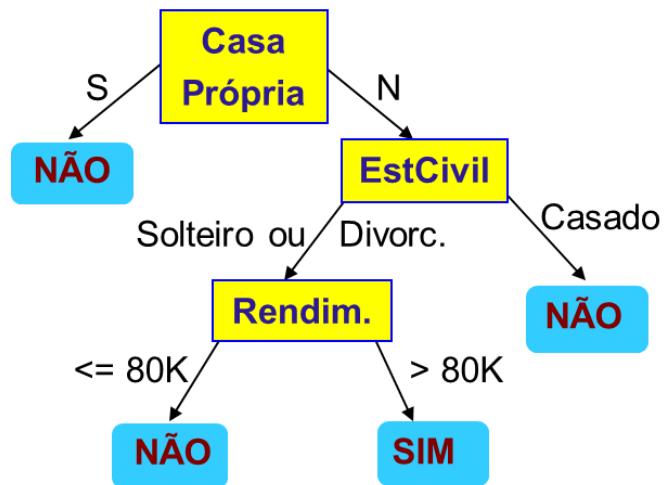 Casa
Própria
S
N
NÃO
EstCivil
Solteiro ou Divorc.
Casado
Rendim.
NÃO
<= 80K
> 80K
NÃO
SIM